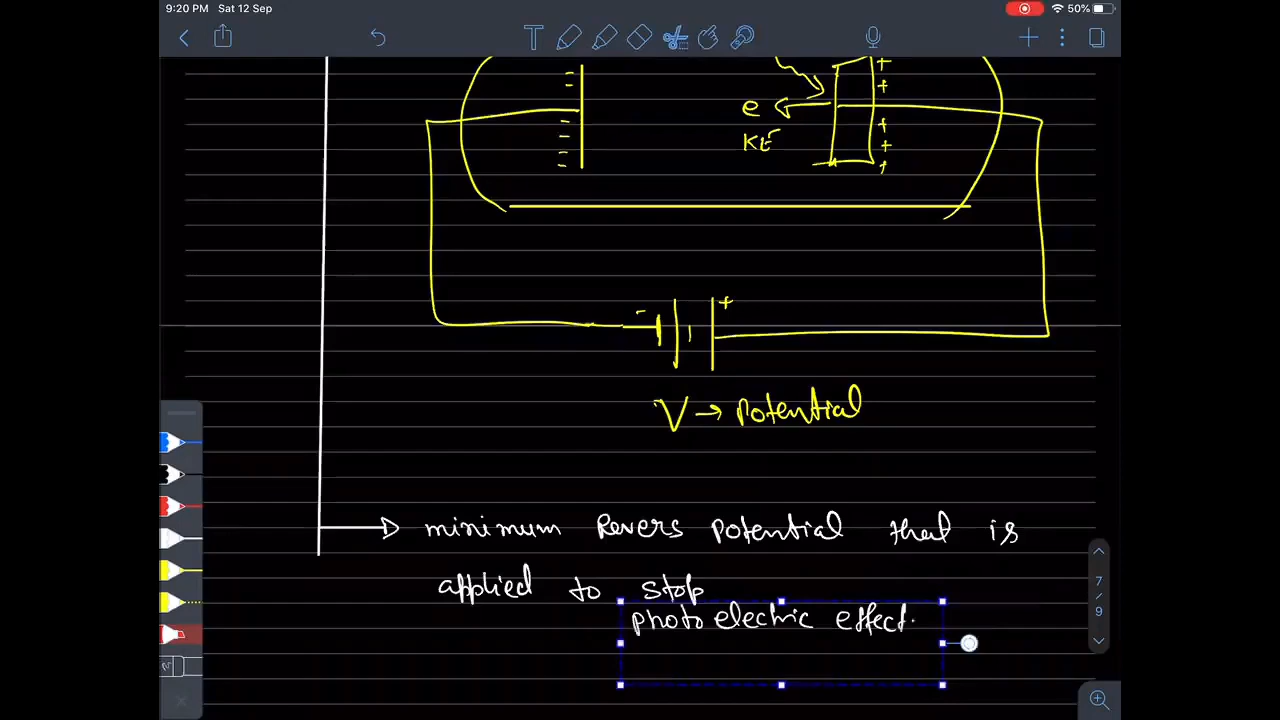 9:20 PM Sat 12 Sep
50%
T
e
KE
- +
V → potential
minimum Revers potential that is
applied to stop
photo electric effect.
7
/
9